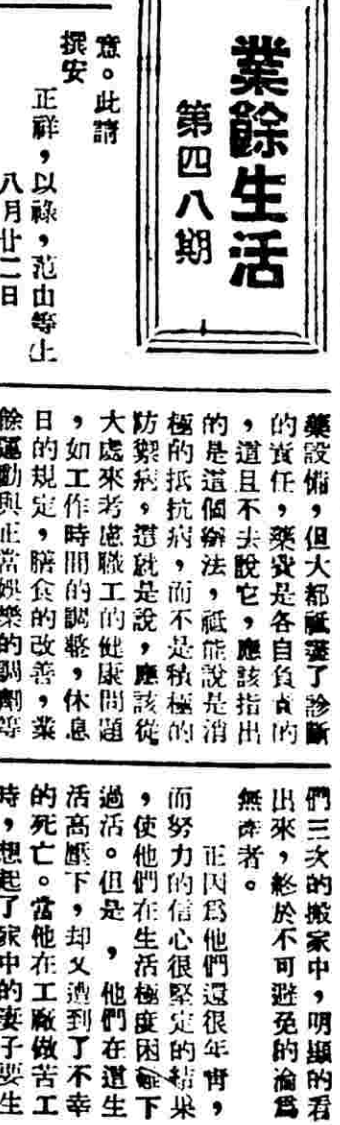 業餘生活
第四八期
意。此請
撰安
正祥,以祿,范由等上
八月廿二日
藥設備,但大都祗盡了診斷
的責任,藥費是各自負責的
,這且不去說它,應該指出
的是這個辦法,祗能說是消
極的抵抗病,而不是積極的
防禦病,這就是說,應該從
大處來考慮職工的健康問題
,如工作時間的調整,休息
日的規定,膳食的改善,業
餘運動與正當娛樂的調劑等
們三次的搬家中,明顯的看
出來,終於不可避免的淪爲
無產者。
正因爲他們還很年靑,
而努力的信心很堅定的結果
,使他們在生活極度困難下
過活。但是,他們在這生
活高壓下,却又遭到了不幸
的死亡。當他在工廠做苦工
時,想起了家中的妻子要生